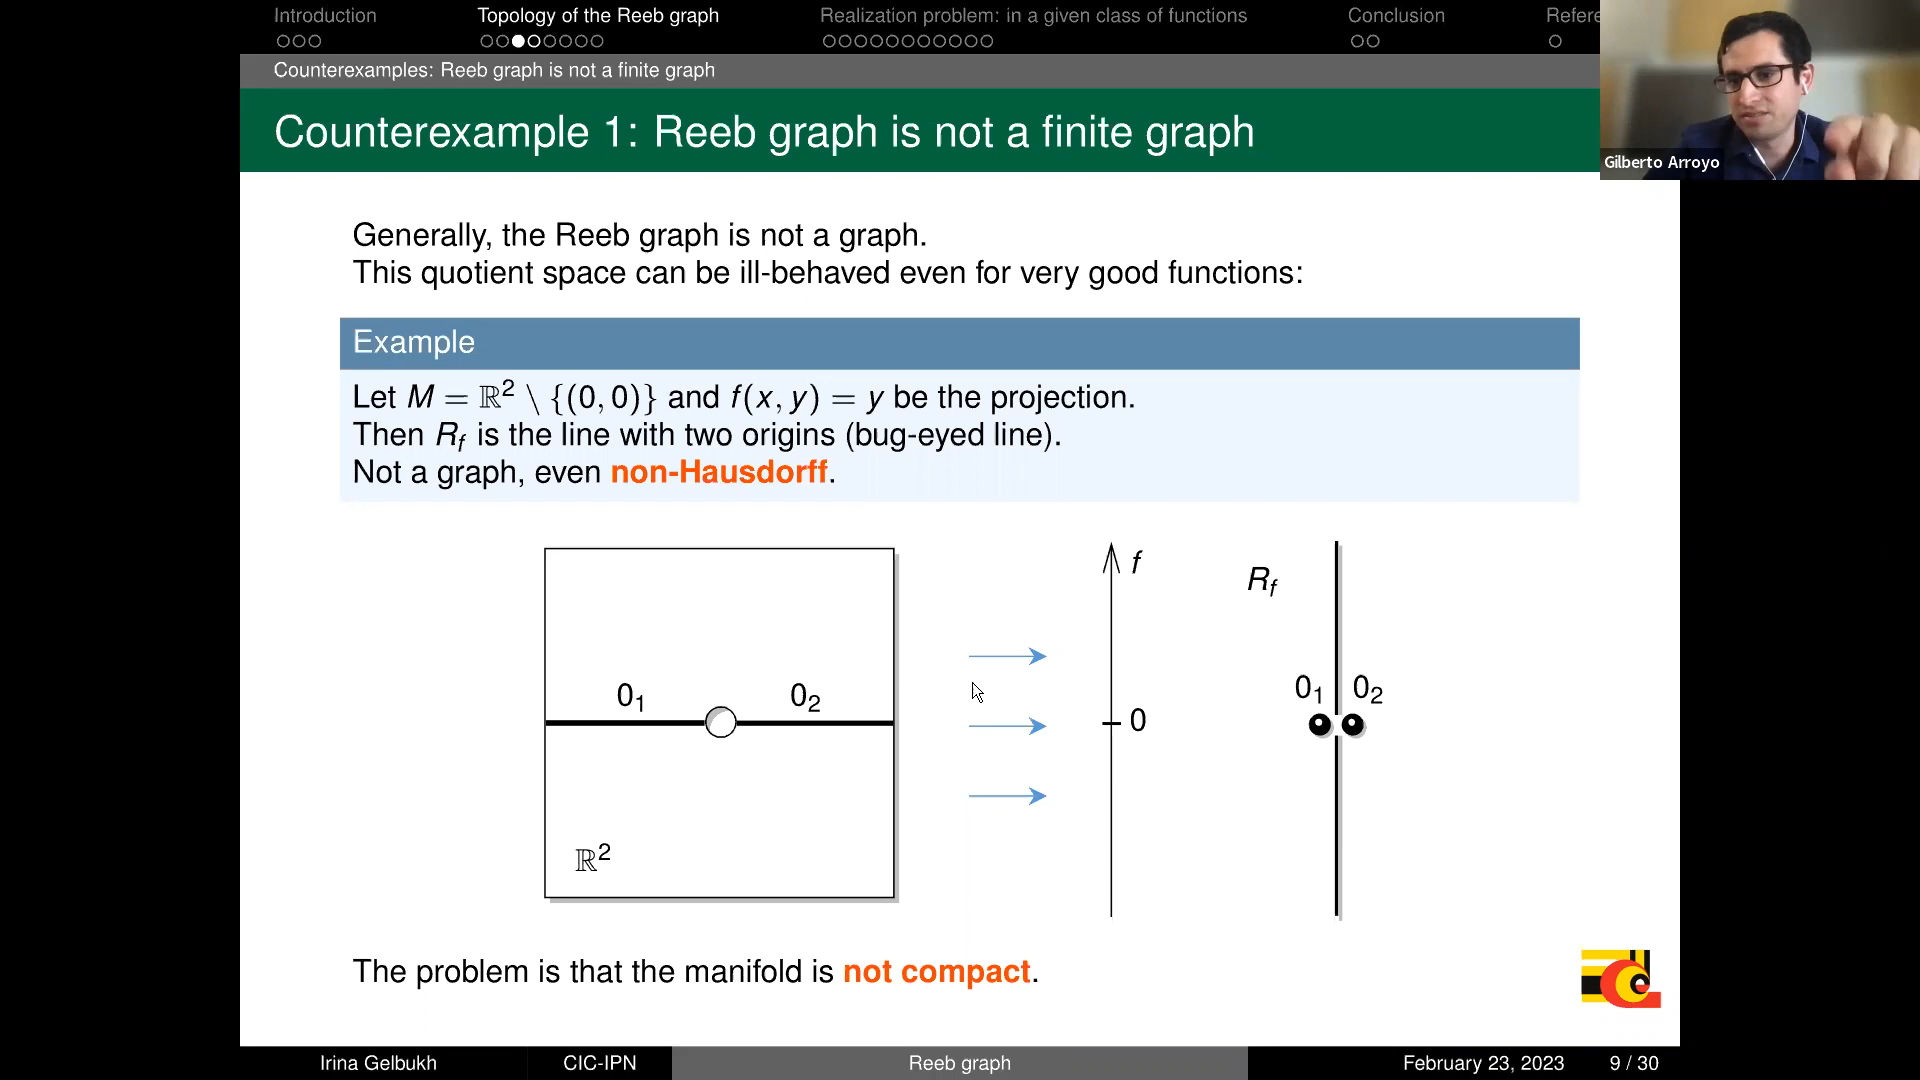 Introduction
Topology of the Reeb graph
Realization problem: in a given class of functions
Conclusion
Refere
Counterexamples: Reeb graph is not a finite graph
Counterexample 1: Reeb graph is not a finite graph
Gilberto Arroyo
Generally, the Reeb graph is not a graph.
This quotient space can be ill-behaved even for very good functions:
Example
Let M = ℝ² \ {(0, 0)} and f(x, y) = y be the projection.
Then R_f is the line with two origins (bug-eyed line).
Not a graph, even non-Hausdorff.
f
R_f
0₁
0₂
0₁
0₂
0
ℝ²
The problem is that the manifold is not compact.
Irina Gelbukh
CIC-IPN
Reeb graph
February 23, 2023
9 / 30